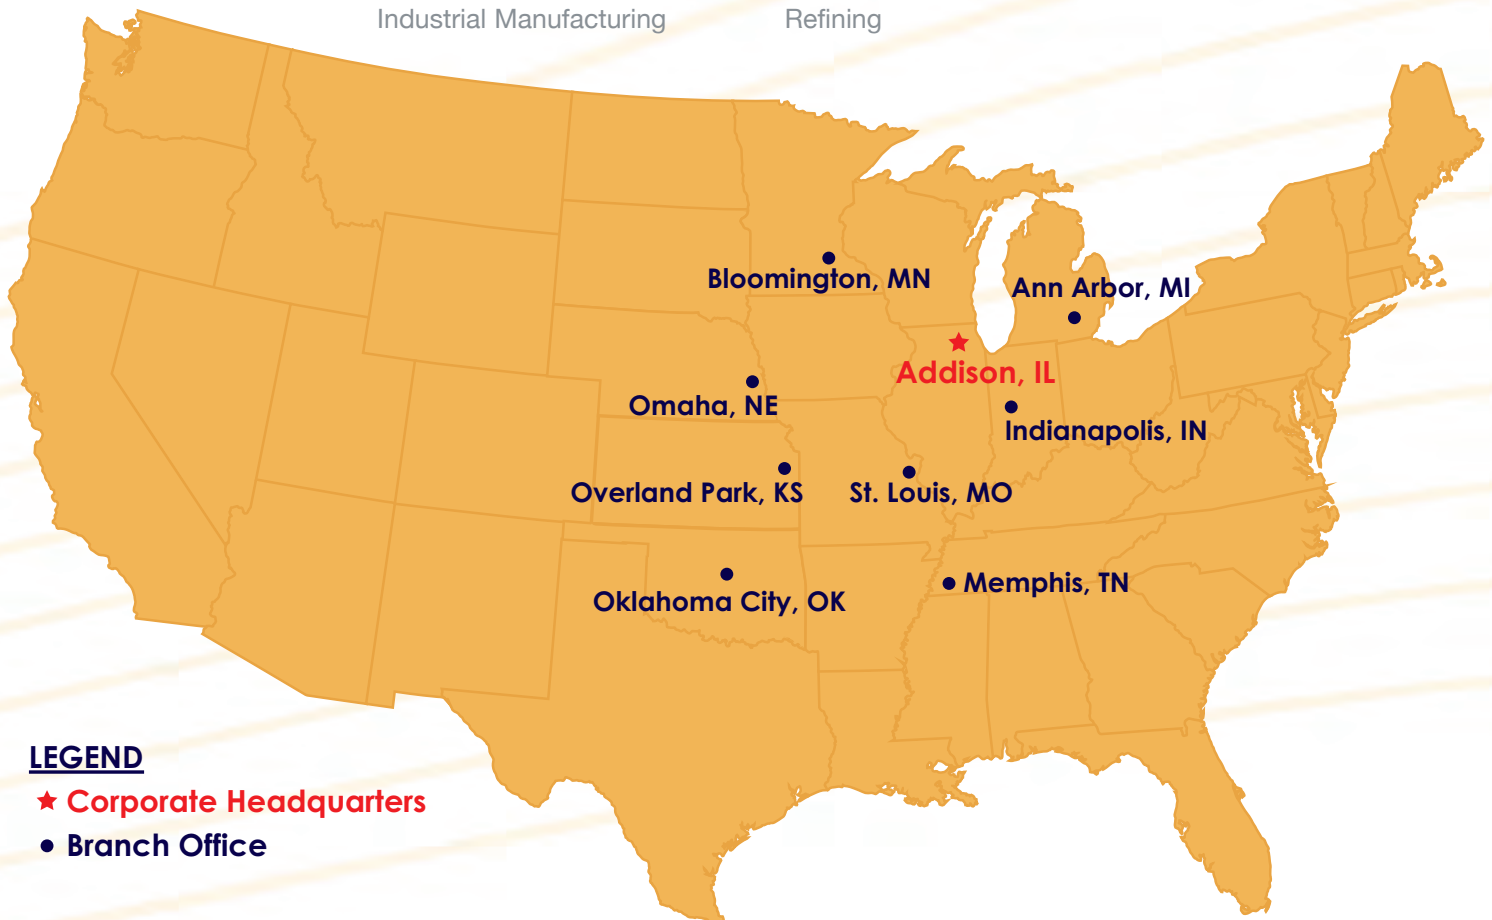 Industrial Manufacturing Refining
Bloomington, MN
Ann Arbor, MI
Addison, IL
Omaha, NE
Indianapolis, IN
Overland Park, KS
St. Louis, MO
Memphis, TN
Oklahoma City, OK
LEGEND
Corporate Headquarters
Branch Office